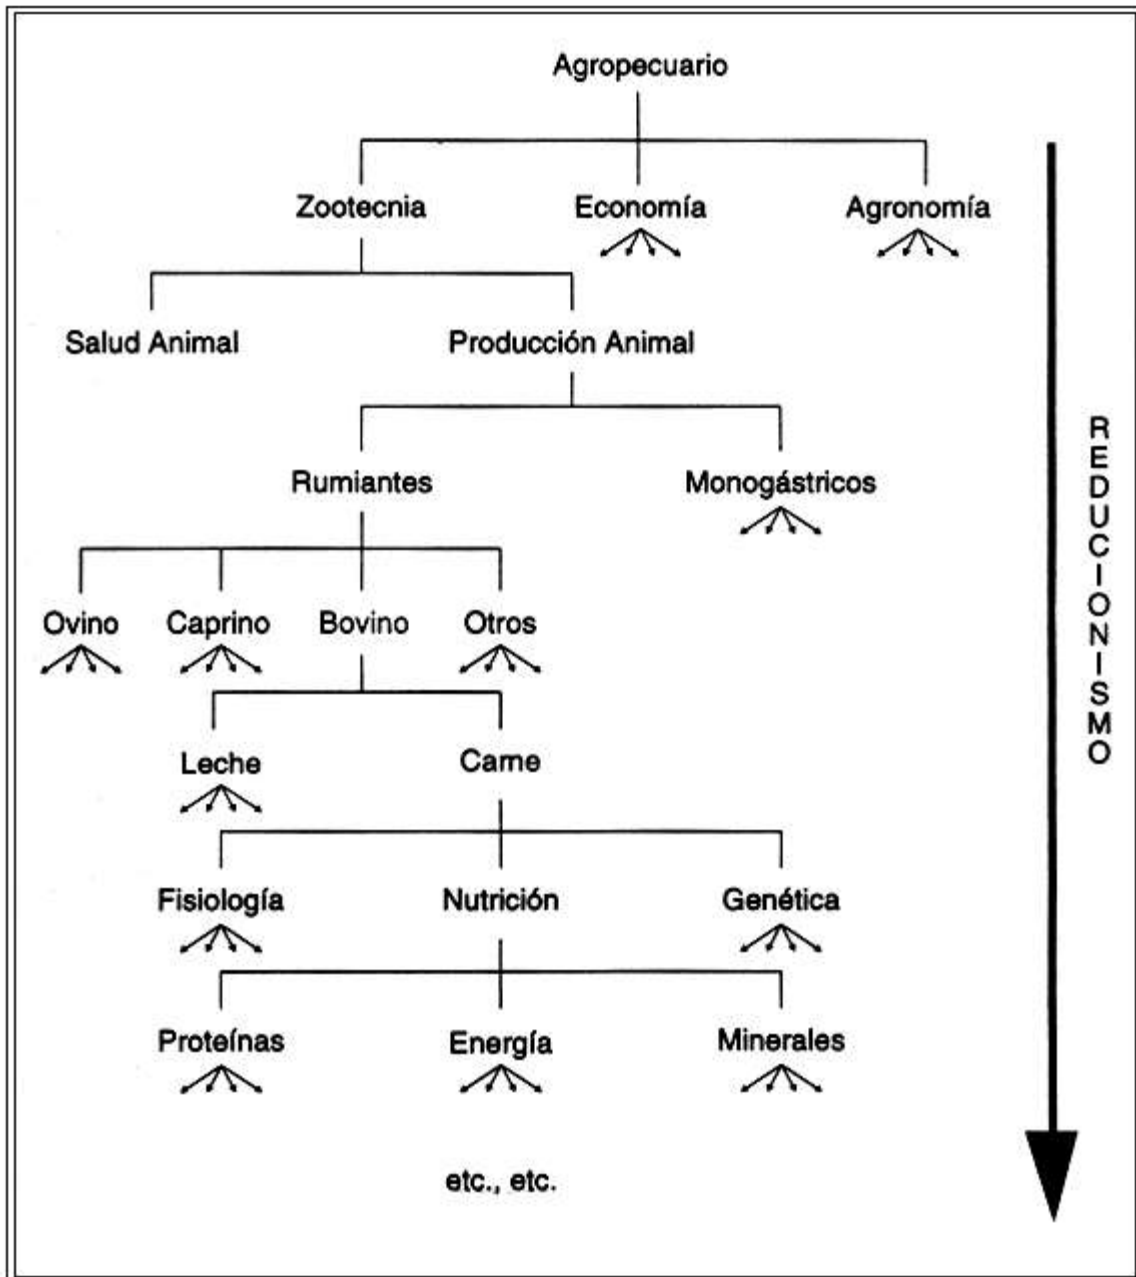 Agropecuario
Zootecnia Economía Agronomía
Salud Animal Producción Animal
Rumiantes Monogástricos
Ovino Caprino Bovino Otros
Leche Carne
Fisiología Nutrición Genética
Proteínas Energía Minerales
etc., etc.
REDUCIONISMO